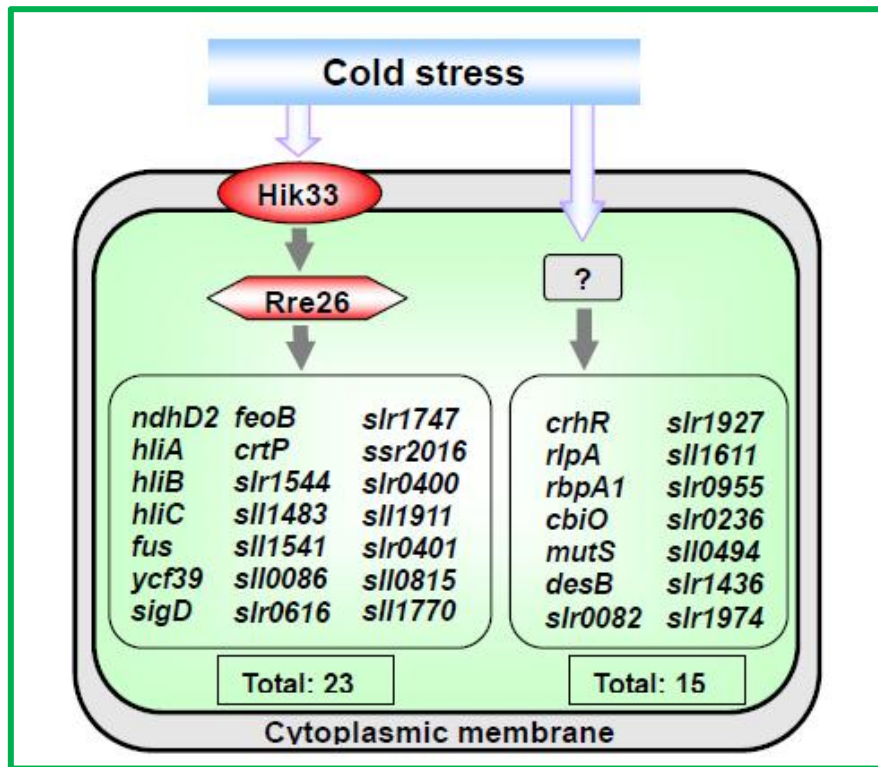 Cold stress
Hik33
Rre26
?
ndhD2 feoB slr1747
hliA crtP ssr2016
hliB slr1544 slr0400
hliC sll1483 sll1911
fus sll1541 slr0401
ycf39 sll0086 sll0815
sigD slr0616 sll1770
Total: 23
crhR slr1927
rlpA sll1611
rbpA1 slr0955
cbiO slr0236
mutS sll0494
desB slr1436
slr0082 slr1974
Total: 15
Cytoplasmic membrane